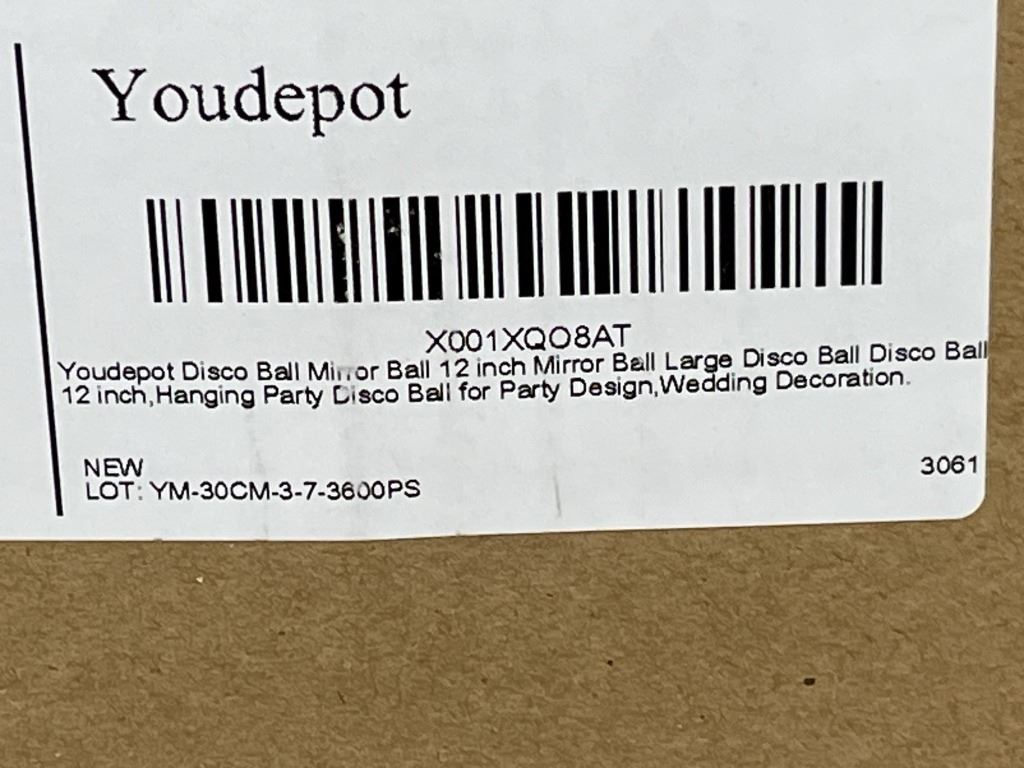 Youdepot
X001XQO8AT
Youdepot Disco Ball Mirror Ball 12 inch Mirror Ball Large Disco Ball Disco Ball
12 inch,Hanging Party Disco Ball for Party Design,Wedding Decoration.
NEW
3061
LOT: YM-30CM-3-7-3600PS